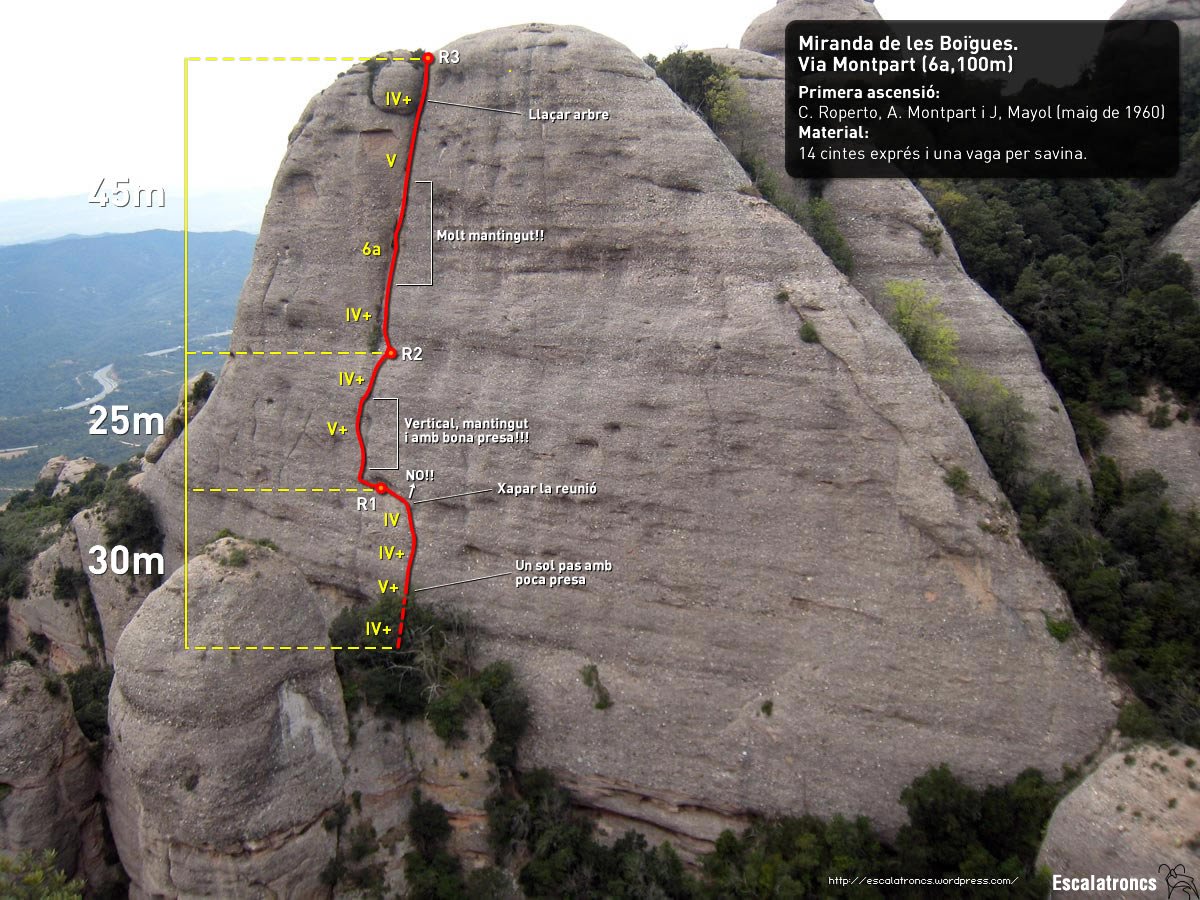 Miranda de les Boïgues.
Via Montpart (6a,100m)
Primera ascensió:
C. Roperto, A. Montpart i J, Mayol (maig de 1960)
Material:
14 cintes exprés i una vaga per savina.
R3
IV+
Llaçar arbre
V
45m
Molt mantingut!!
6a
IV+
R2
IV+
25m
V+
Vertical, mantingut
i amb bona presa!!!
NO!!
Xapar la reunió
R1
IV
IV+
30m
Un sol pas amb
poca presa
V+
IV+
http://escalatroncs.wordpress.com/
Escalatroncs